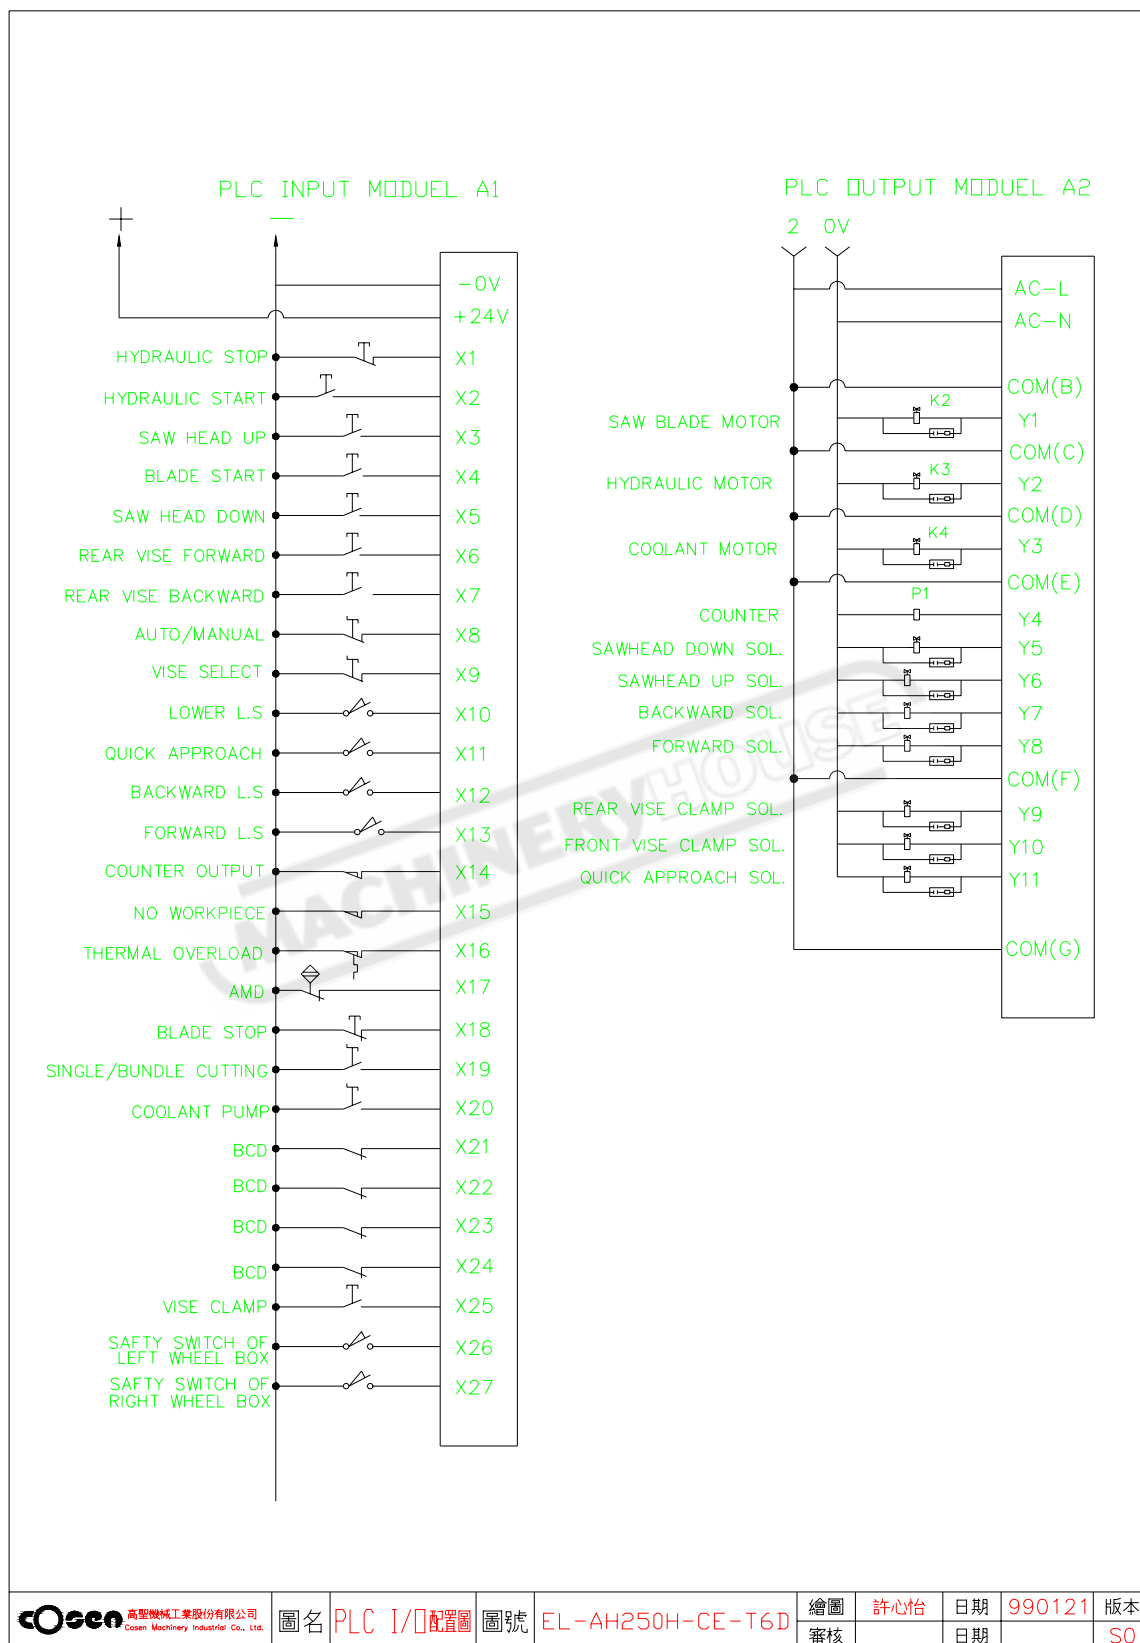 PLC INPUT MODUEL A1
+
—
-0V
+24V
HYDRAULIC STOP X1
HYDRAULIC START X2
SAW HEAD UP X3
BLADE START X4
SAW HEAD DOWN X5
REAR VISE FORWARD X6
REAR VISE BACKWARD X7
AUTO/MANUAL X8
VISE SELECT X9
LOWER L.S X10
QUICK APPROACH X11
BACKWARD L.S X12
FORWARD L.S X13
COUNTER OUTPUT X14
NO WORKPIECE X15
THERMAL OVERLOAD X16
AMD X17
BLADE STOP X18
SINGLE/BUNDLE CUTTING X19
COOLANT PUMP X20
BCD X21
BCD X22
BCD X23
BCD X24
VISE CLAMP X25
SAFTY SWITCH OF
LEFT WHEEL BOX X26
SAFTY SWITCH OF
RIGHT WHEEL BOX X27
PLC OUTPUT MODUEL A2
2 0V
AC-L
AC-N
COM(B)
K2
SAW BLADE MOTOR Y1
COM(C)
K3
HYDRAULIC MOTOR Y2
COM(D)
K4
COOLANT MOTOR Y3
COM(E)
P1
COUNTER Y4
SAWHEAD DOWN SOL. Y5
SAWHEAD UP SOL. Y6
BACKWARD SOL. Y7
FORWARD SOL. Y8
COM(F)
REAR VISE CLAMP SOL. Y9
FRONT VISE CLAMP SOL. Y10
QUICK APPROACH SOL. Y11
COM(G)
MACHINERYHOUSE
cosen 高聖機械工業股份有限公司
Cosen Machinery Industrial Co., Ltd.
圖名 PLC I/O配置圖 圖號 EL-AH250H-CE-T6D
繪圖 許心怡 日期 990121 版本
審核 日期 S0